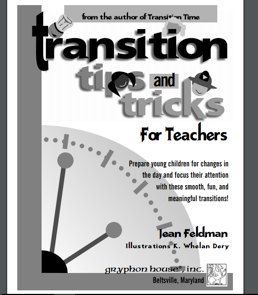 from the author of Transition Time
transition
tips and
tricks
For Teachers
Prepare young children for changes in
the day and focus their attention
with these smooth, fun, and
meaningful transitions!
Jean Feldman
Illustrations K. Whelan Dery
gryphon house, inc.
Beltsville, Maryland